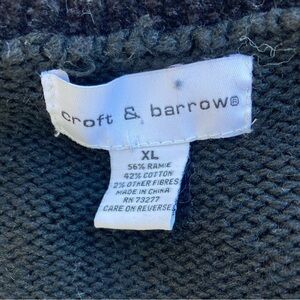 croft & barrow®
XL
56% RAMIE
42% COTTON
2% OTHER FIBRES
MADE IN CHINA
RN 73277
CARE ON REVERSE